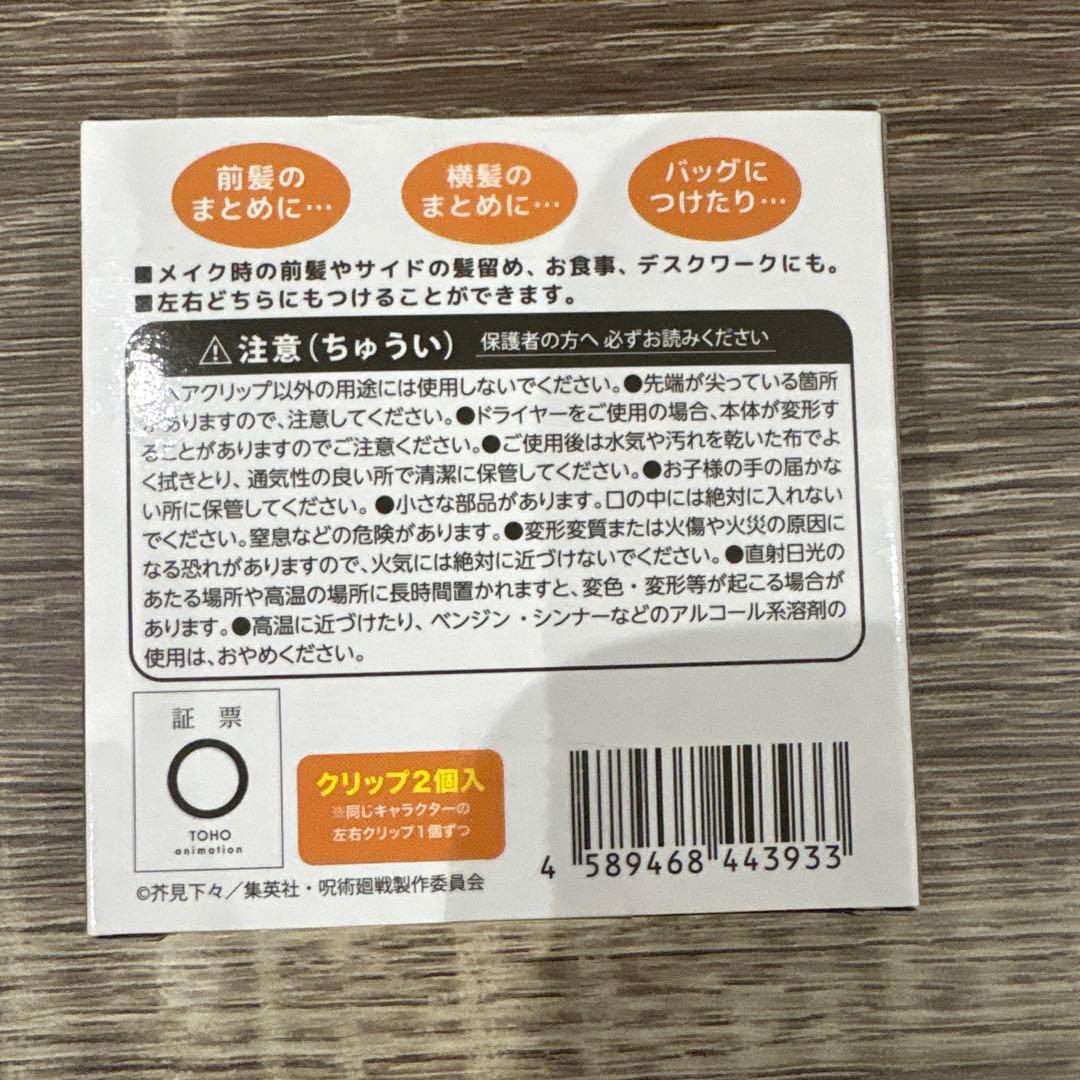 前髪の
まとめに…
横髪の
まとめに…
バッグに
つけたり…
■メイク時の前髪やサイドの髪留め、お食事、デスクワークにも。
■左右どちらにもつけることができます。
⚠注意(ちゅうい) 保護者の方へ 必ずお読みください
ヘアクリップ以外の用途には使用しないでください。●先端が尖っている箇所
がありますので、注意してください。●ドライヤーをご使用の場合、本体が変形す
ることがありますのでご注意ください。●ご使用後は水気や汚れを乾いた布でよ
く拭きとり、通気性の良い所で清潔に保管してください。●お子様の手の届かな
い所に保管してください。●小さな部品があります。口の中には絶対に入れない
でください。窒息などの危険があります。●変形変質または火傷や火災の原因に
なる恐れがありますので、火気には絶対に近づけないでください。●直射日光の
あたる場所や高温の場所に長時間置かれますと、変色・変形等が起こる場合が
あります。●高温に近づけたり、ベンジン・シンナーなどのアルコール系溶剤の
使用は、おやめください。
証 票
TOHO
animation
クリップ2個入
※同じキャラクターの
左右クリップ1個ずつ
4 589468 443933
©芥見下々/集英社・呪術廻戦製作委員会